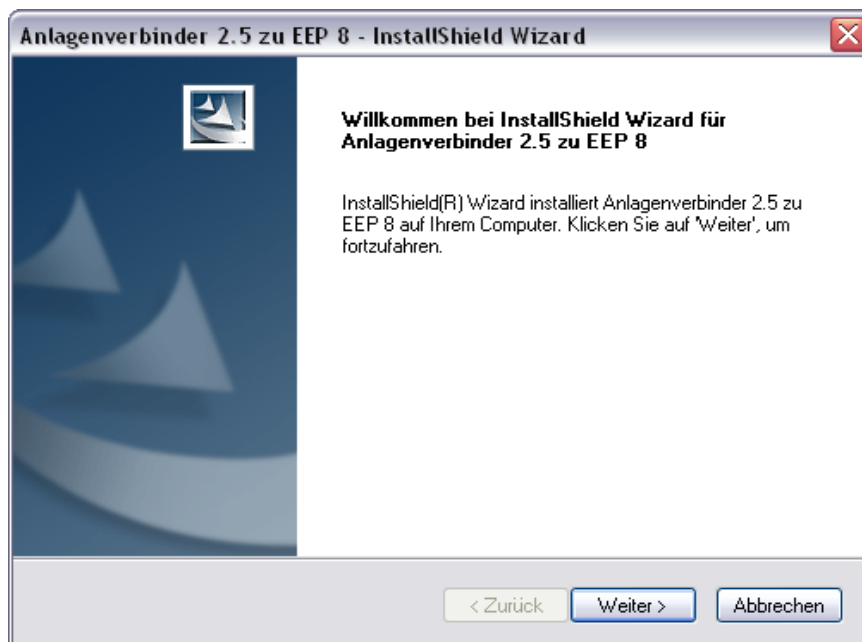 Anlagenverbinder 2.5 zu EEP 8 - InstallShield Wizard
Willkommen bei InstallShield Wizard für
Anlagenverbinder 2.5 zu EEP 8
InstallShield(R) Wizard installiert Anlagenverbinder 2.5 zu
EEP 8 auf Ihrem Computer. Klicken Sie auf 'Weiter', um
fortzufahren.
< Zurück
Weiter >
Abbrechen